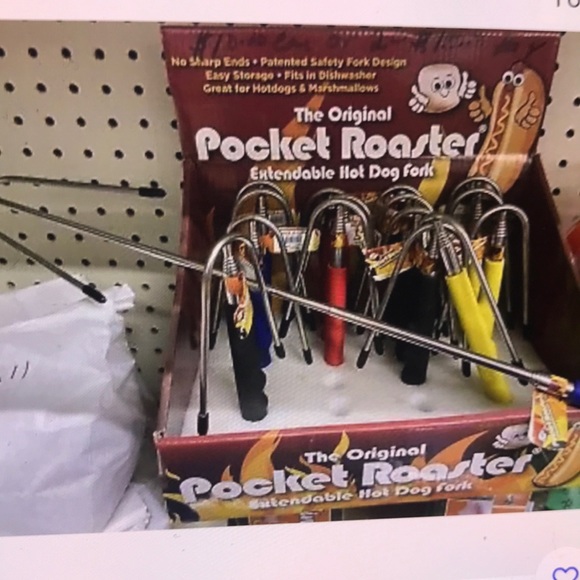 No Sharp Ends • Patented Safety Fork Design
Easy Storage • Fits in Dishwasher
Great for Hotdogs & Marshmallows
The Original
Pocket Roaster®
Extendable Hot Dog Fork
The Original
Pocket Roaster®
Extendable Hot Dog Fork